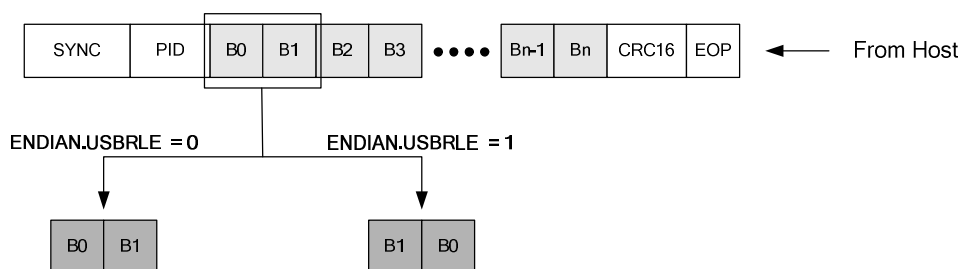 SYNC PID B0 B1 B2 B3 •••• Bn-1 Bn CRC16 EOP From Host
ENDIAN.USBRLE = 0 ENDIAN.USBRLE = 1
B0 B1 B1 B0